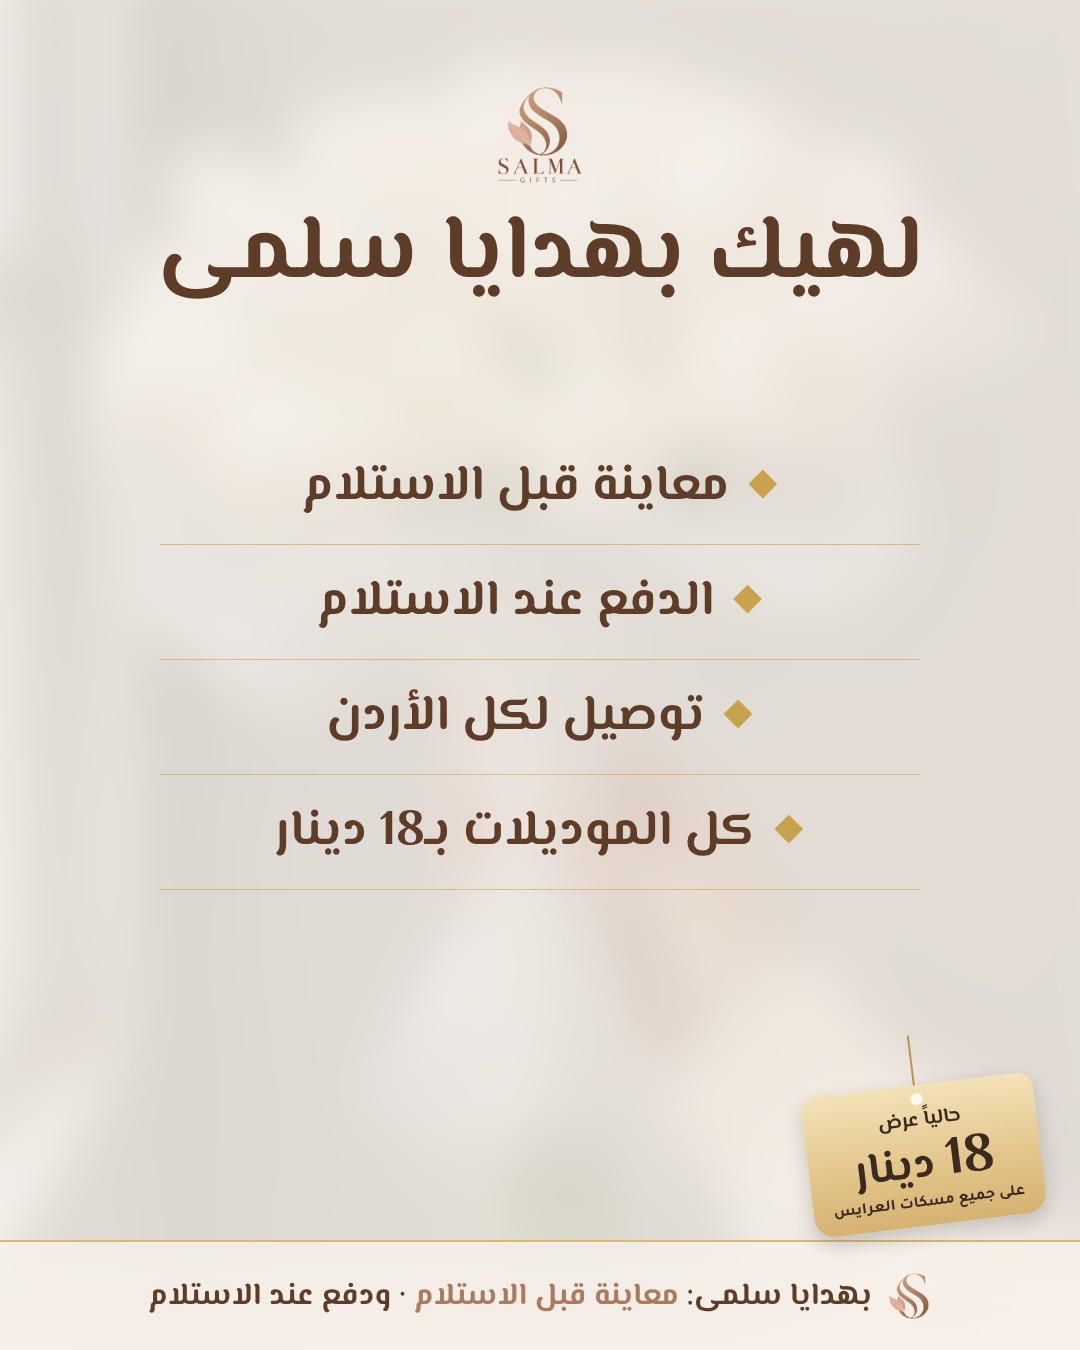 SALMA
GIFTS
لهيك بهدايا سلمى
معاينة قبل الاستلام
الدفع عند الاستلام
توصيل لكل الأردن
كل الموديلات بـ18 دينار
حالياً عرض
18 دينار
على جميع مسكات العرايس
بهدايا سلمى: معاينة قبل الاستلام · ودفع عند الاستلام